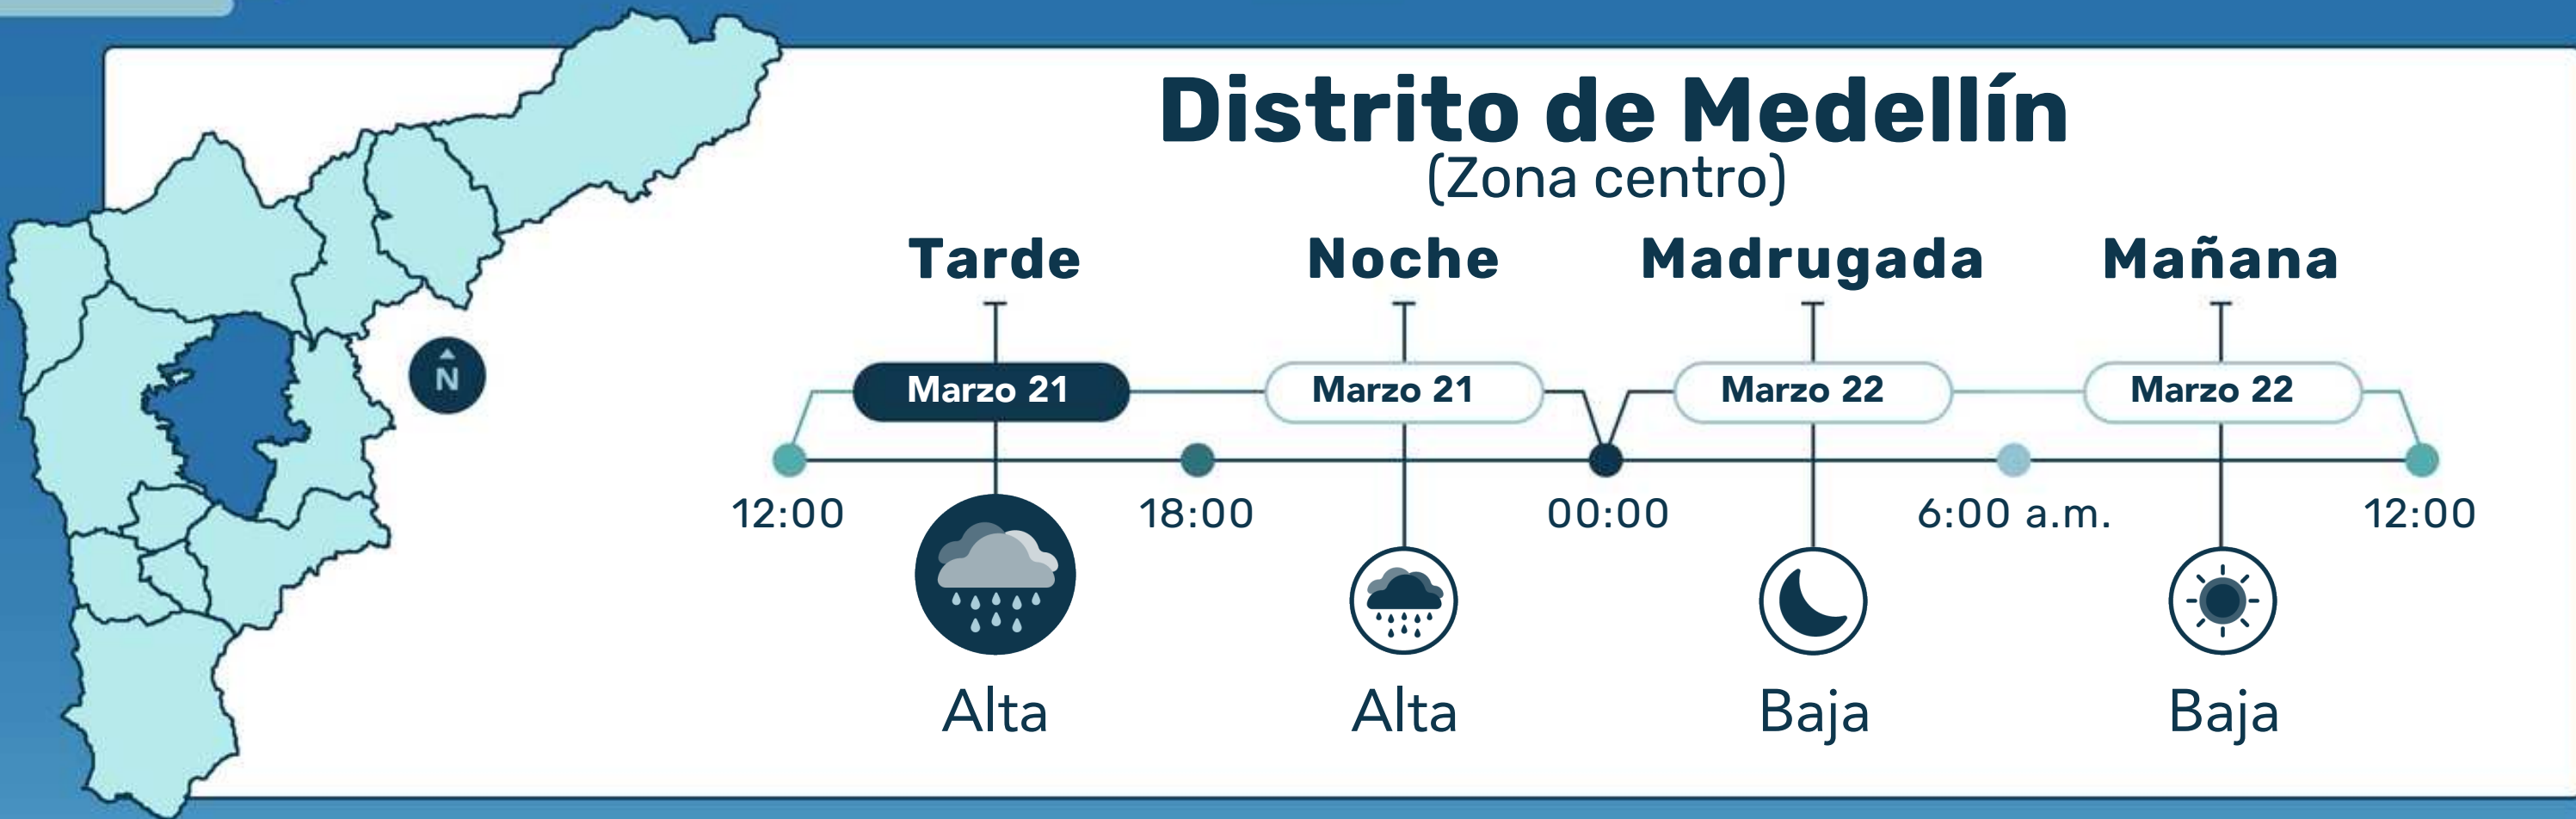 Distrito de Medellín
(Zona centro)
Tarde Noche Madrugada Mañana
Marzo 21 Marzo 21 Marzo 22 Marzo 22
N
12:00 18:00 00:00 6:00 a.m. 12:00
Alta Alta Baja Baja